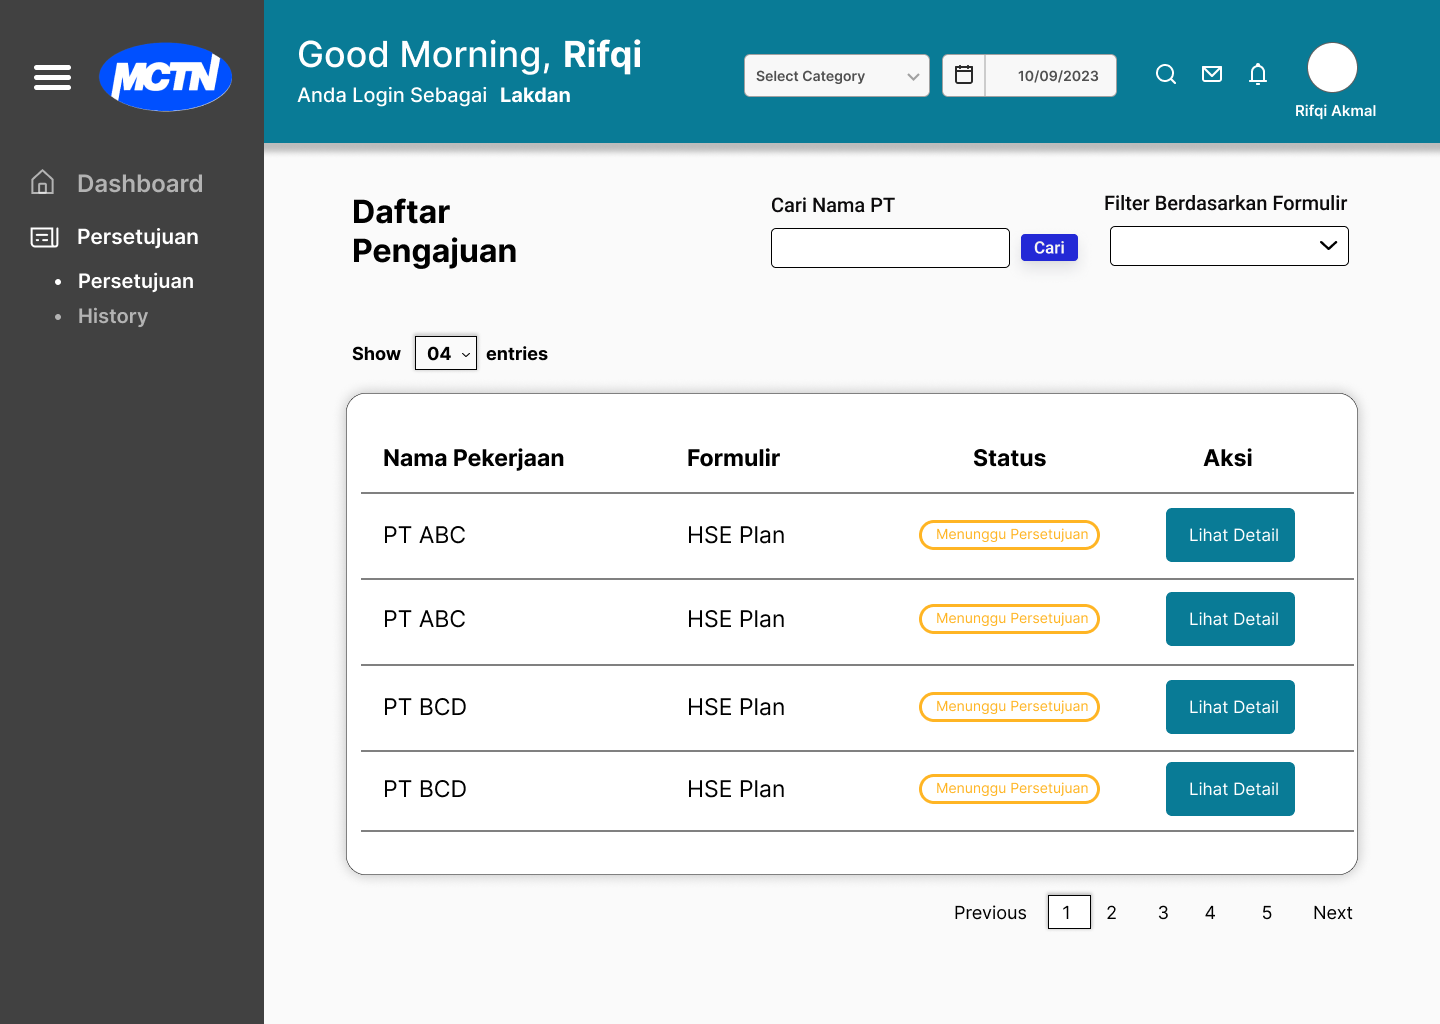 MCTN
Dashboard
Persetujuan
• Persetujuan
• History
Good Morning, Rifqi
Anda Login Sebagai Lakdan
Select Category
10/09/2023
Rifqi Akmal
Daftar
Pengajuan
Cari Nama PT
Cari
Filter Berdasarkan Formulir
Show 04 entries
Nama Pekerjaan Formulir Status Aksi
PT ABC HSE Plan Menunggu Persetujuan Lihat Detail
PT ABC HSE Plan Menunggu Persetujuan Lihat Detail
PT BCD HSE Plan Menunggu Persetujuan Lihat Detail
PT BCD HSE Plan Menunggu Persetujuan Lihat Detail
Previous 1 2 3 4 5 Next